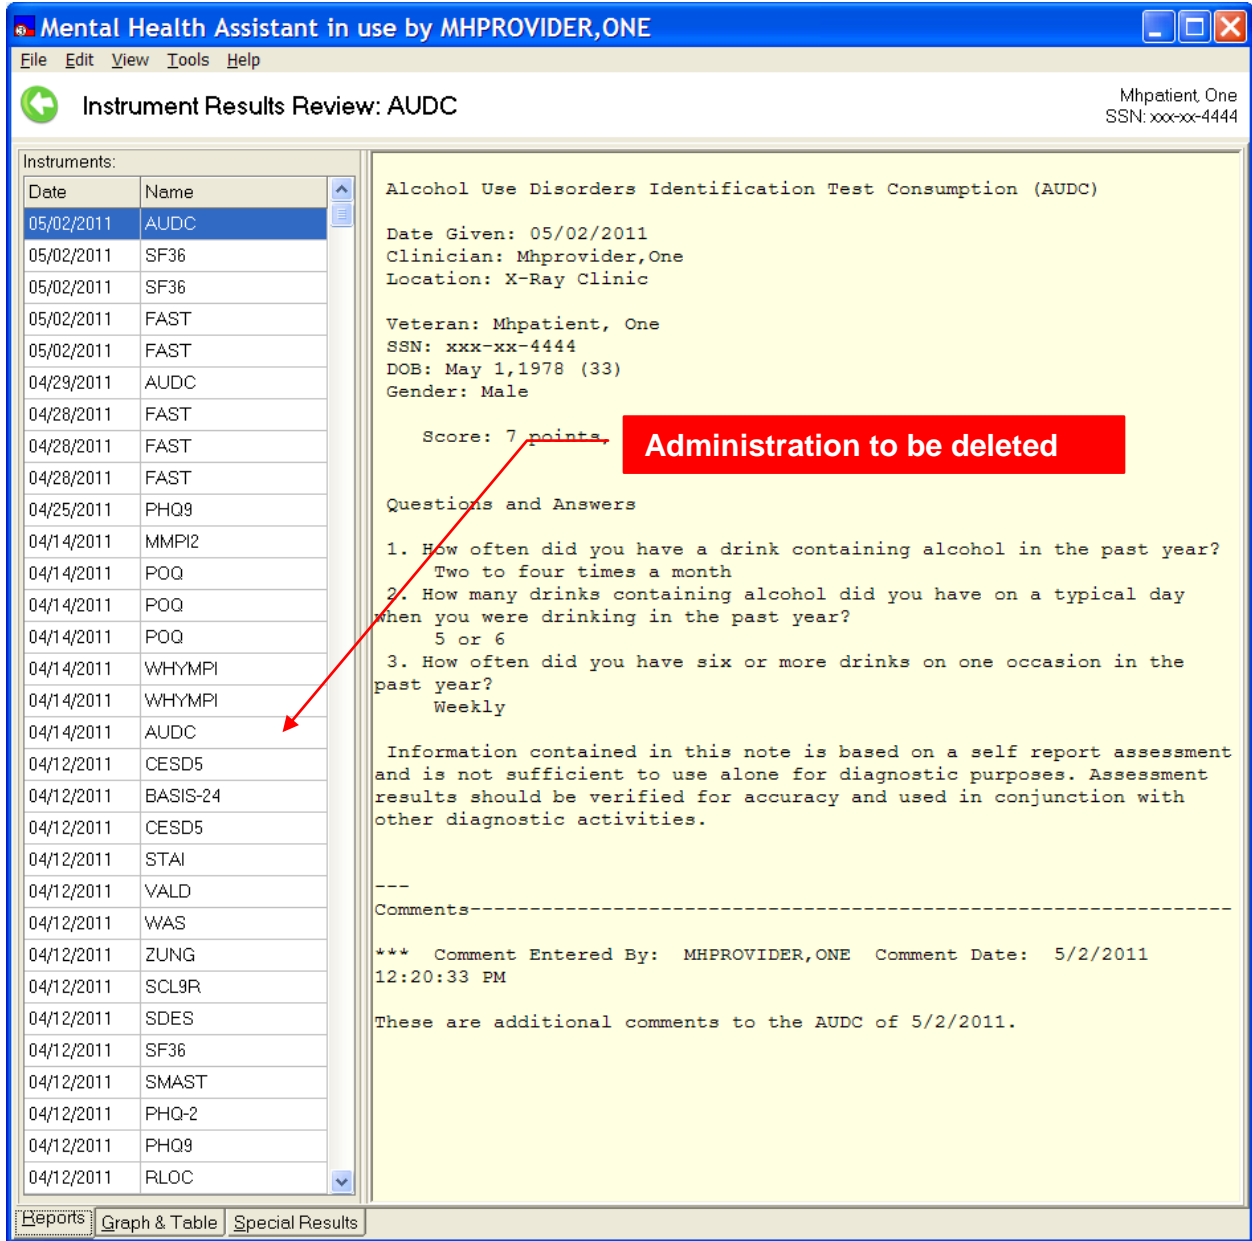 Mental Health Assistant in use by MHPROVIDER,ONE
File Edit View Tools Help
Instrument Results Review: AUDC
Mhpatient, One
SSN: xxx-xx-4444
Instruments:
Date Name
05/02/2011 AUDC
05/02/2011 SF36
05/02/2011 SF36
05/02/2011 FAST
05/02/2011 FAST
04/29/2011 AUDC
04/28/2011 FAST
04/28/2011 FAST
04/28/2011 FAST
04/25/2011 PHQ9
04/14/2011 MMPI2
04/14/2011 POQ
04/14/2011 POQ
04/14/2011 POQ
04/14/2011 WHYMPI
04/14/2011 WHYMPI
04/14/2011 AUDC
04/12/2011 CESD5
04/12/2011 BASIS-24
04/12/2011 CESD5
04/12/2011 STAI
04/12/2011 VALD
04/12/2011 WAS
04/12/2011 ZUNG
04/12/2011 SCL9R
04/12/2011 SDES
04/12/2011 SF36
04/12/2011 SMAST
04/12/2011 PHQ-2
04/12/2011 PHQ9
04/12/2011 RLOC
Alcohol Use Disorders Identification Test Consumption (AUDC)
Date Given: 05/02/2011
Clinician: Mhprovider,One
Location: X-Ray Clinic
Veteran: Mhpatient, One
SSN: xxx-xx-4444
DOB: May 1,1978 (33)
Gender: Male
Score: 7 points,
Administration to be deleted
Questions and Answers
1. How often did you have a drink containing alcohol in the past year?
Two to four times a month
2. How many drinks containing alcohol did you have on a typical day
when you were drinking in the past year?
5 or 6
3. How often did you have six or more drinks on one occasion in the
past year?
Weekly
Information contained in this note is based on a self report assessment
and is not sufficient to use alone for diagnostic purposes. Assessment
results should be verified for accuracy and used in conjunction with
other diagnostic activities.
---
Comments----------------------------------------------------------------
*** Comment Entered By: MHPROVIDER,ONE Comment Date: 5/2/2011
12:20:33 PM
These are additional comments to the AUDC of 5/2/2011.
Reports Graph & Table Special Results